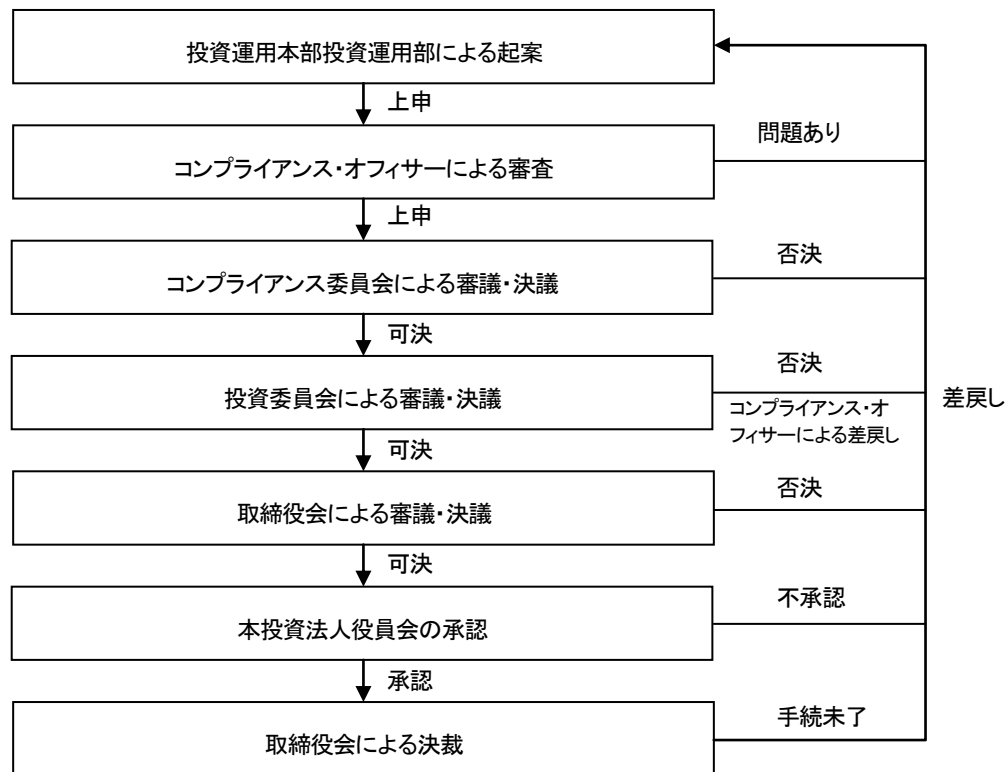 投資運用本部投資運用部による起案
上申
問題あり
コンプライアンス・オフィサーによる審査
上申
否決
コンプライアンス委員会による審議・決議
可決
否決
投資委員会による審議・決議
コンプライアンス・オ
フィサーによる差戻し
差戻し
可決
否決
取締役会による審議・決議
可決
不承認
本投資法人役員会の承認
承認
手続未了
取締役会による決裁